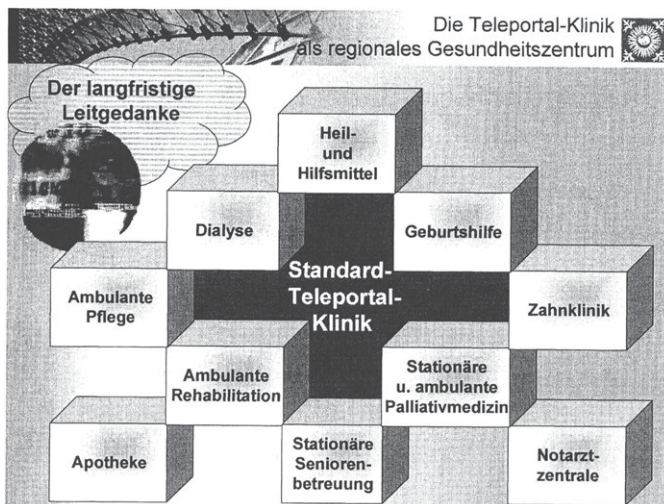 Die Teleportal-Klinik
als regionales Gesundheitszentrum
Der langfristige
Leitgedanke
Heil-
und
Hilfsmittel
Dialyse
Geburtshilfe
Standard-
Teleportal-
Klinik
Ambulante
Pflege
Zahnklinik
Ambulante
Rehabilitation
Stationäre
u. ambulante
Palliativmedizin
Apotheke
Stationäre
Senioren-
betreuung
Notarzt-
zentrale